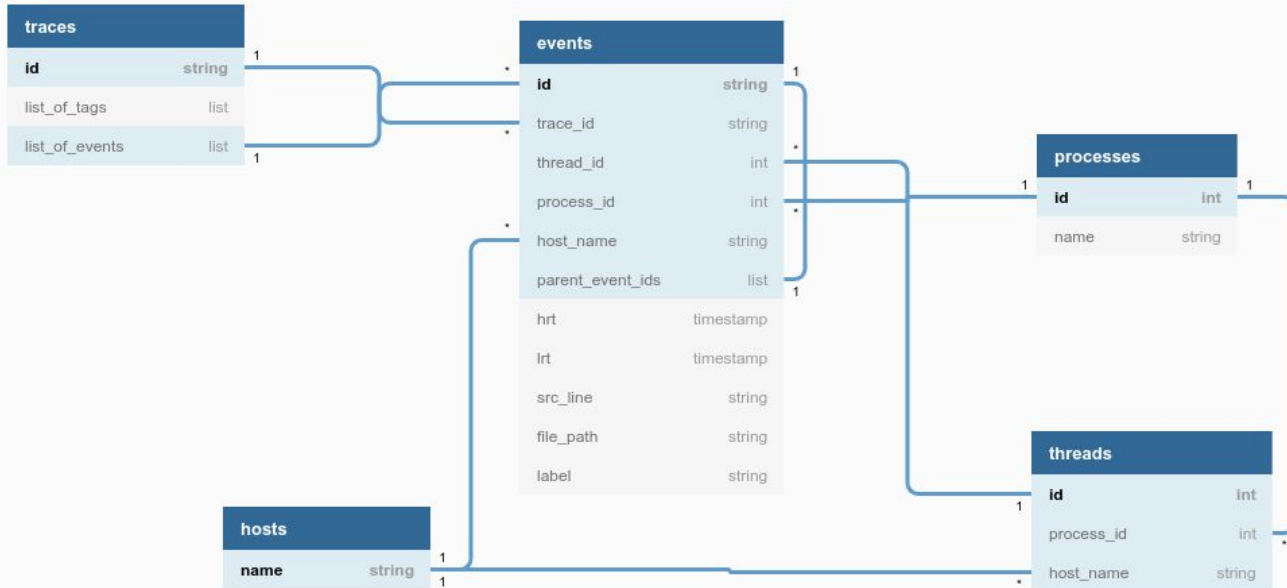 traces
id string
list_of_tags list
list_of_events list
1
1
events
id string
trace_id string
thread_id int
process_id int
host_name string
parent_event_ids list
hrt timestamp
lrt timestamp
src_line string
file_path string
label string
*
*
*
1
*
*
1
processes
id int
name string
1
1
threads
id int
process_id int
host_name string
1
*
*
hosts
name string
1
1